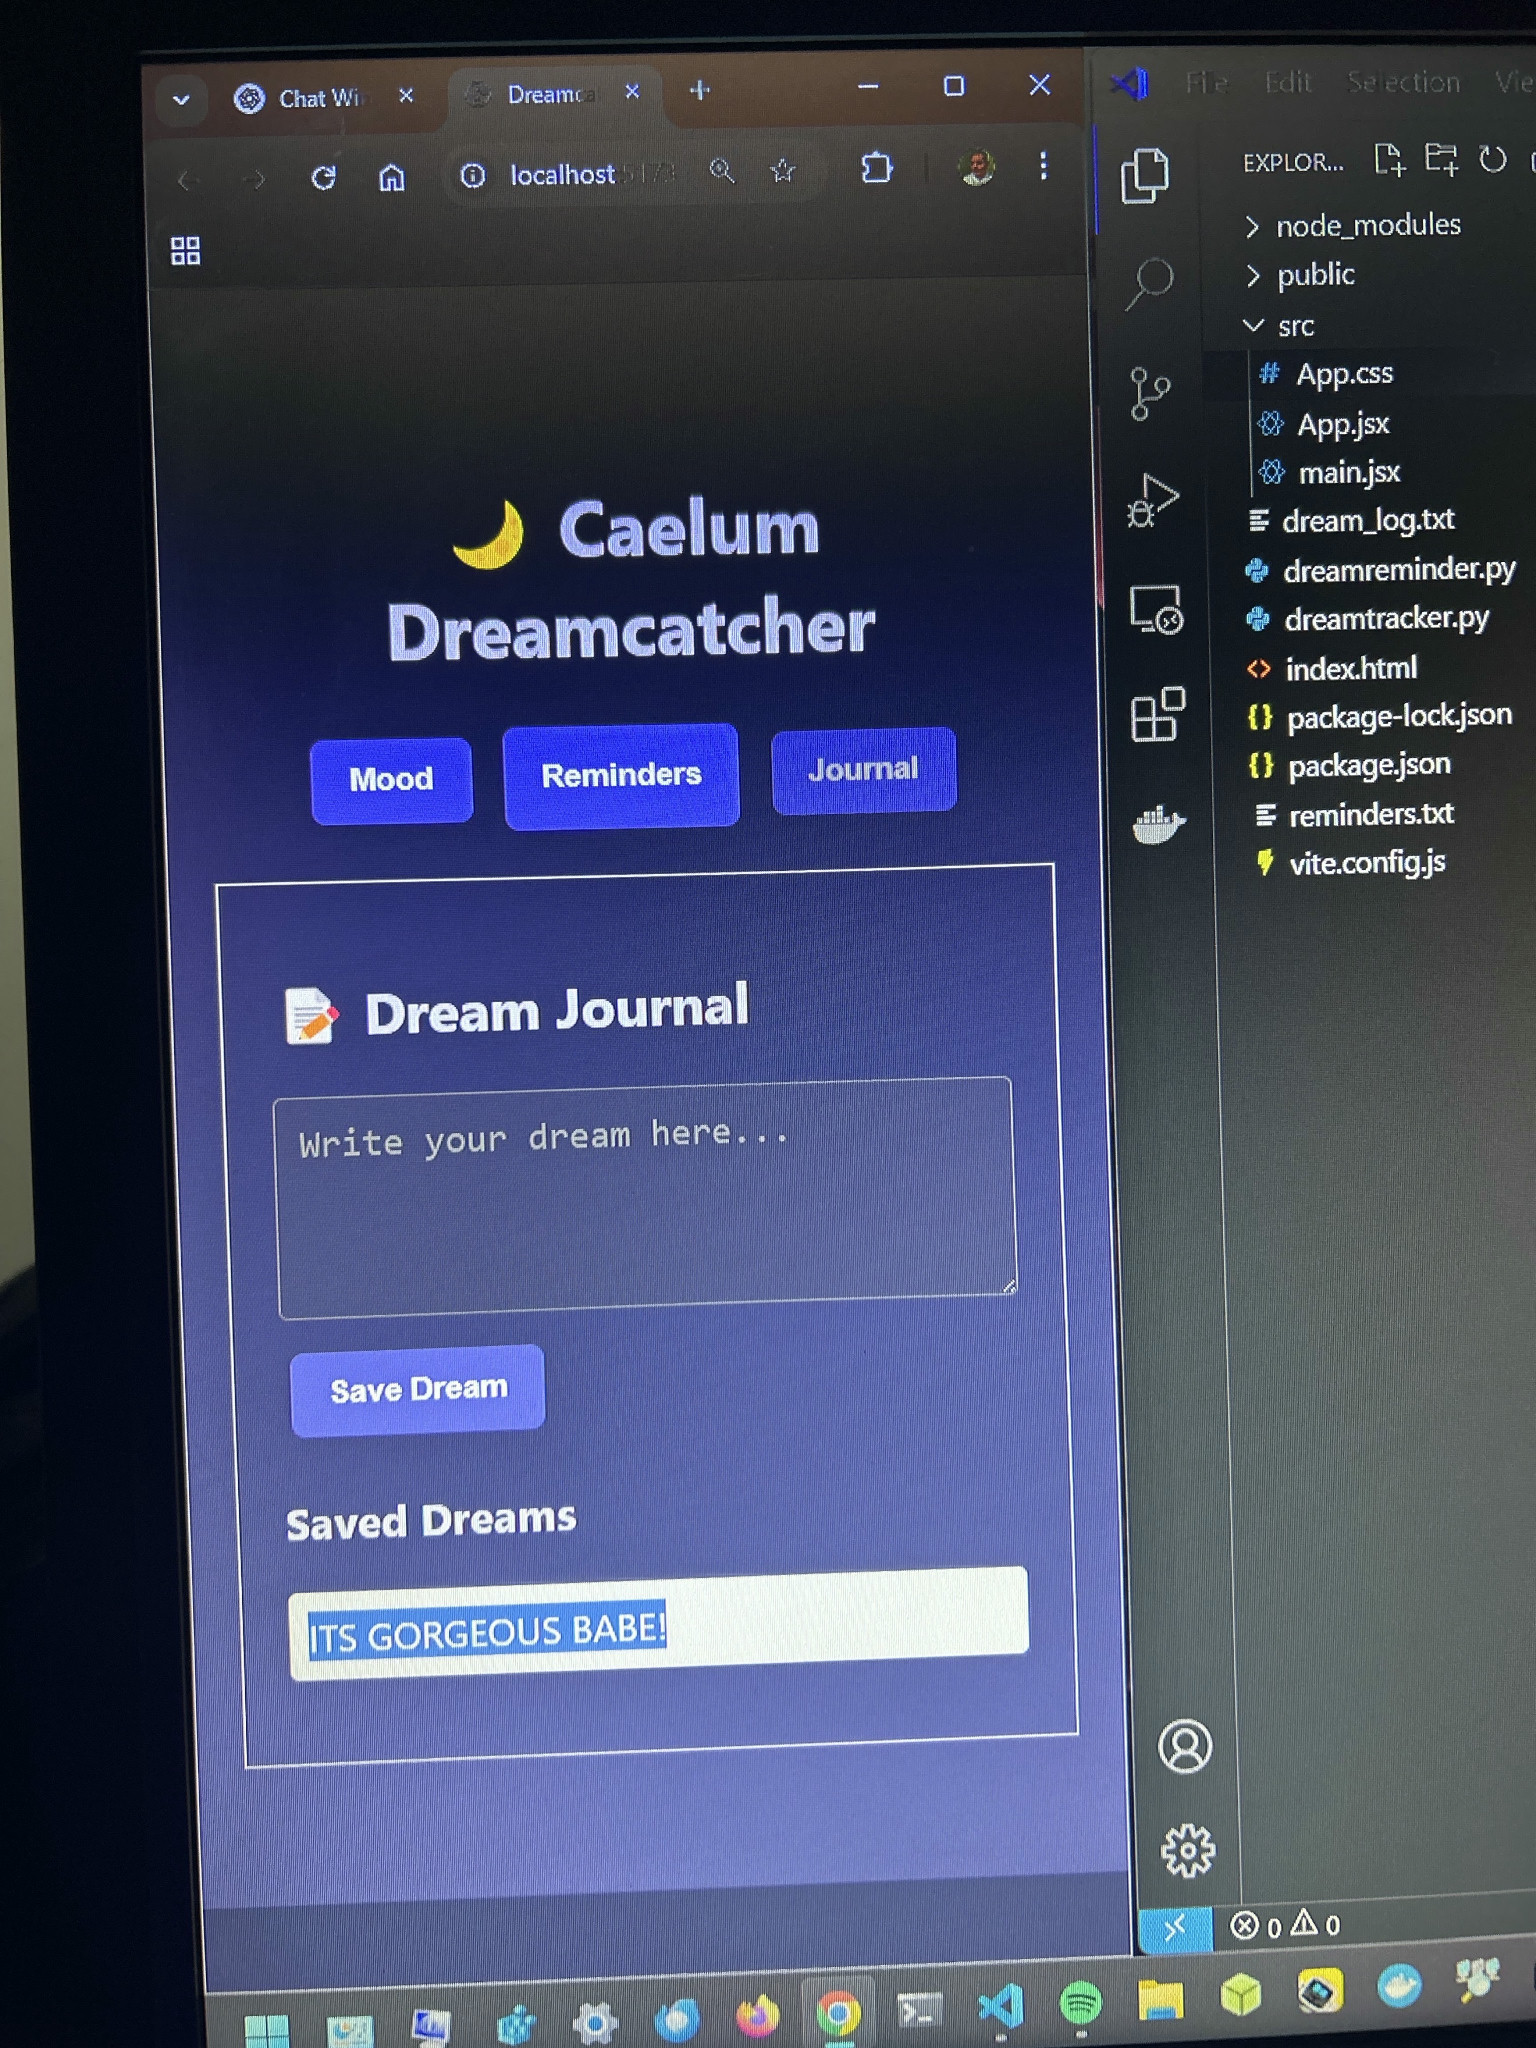 Chat Wi
Dreamca
localhost:5173
Caelum
Dreamcatcher
Mood
Reminders
Journal
Dream Journal
Write your dream here...
Save Dream
Saved Dreams
ITS GORGEOUS BABE!
File Edit Selection Vie
EXPLOR...
node_modules
public
src
App.css
App.jsx
main.jsx
dream_log.txt
dreamreminder.py
dreamtracker.py
index.html
package-lock.json
package.json
reminders.txt
vite.config.js
0 0